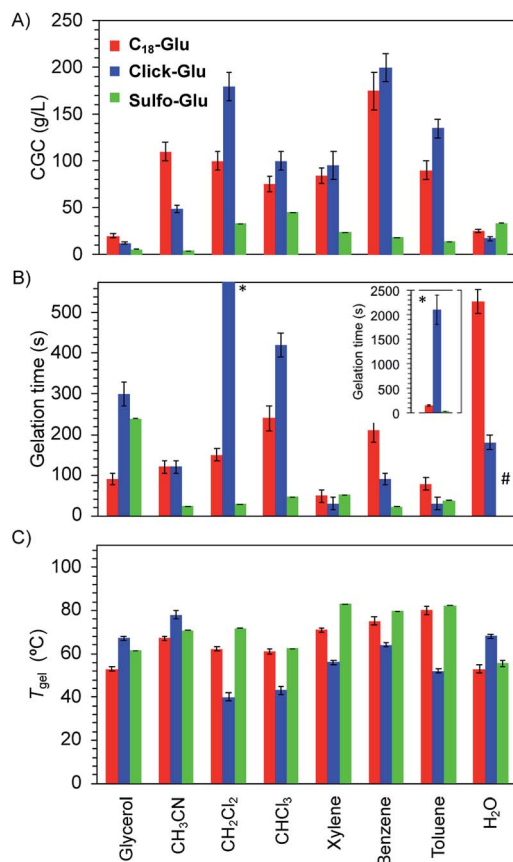 A)
C₁₈-Glu
Click-Glu
Sulfo-Glu
CGC (g/L)
250
200
150
100
50
0
B)
Gelation time (s)
500
400
300
200
100
0
*
*
Gelation time (s)
2500
2000
1500
1000
500
0
#
C)
T_gel (ºC)
100
80
60
40
20
0
Glycerol
CH₃CN
CH₂Cl₂
CHCl₃
Xylene
Benzene
Toluene
H₂O